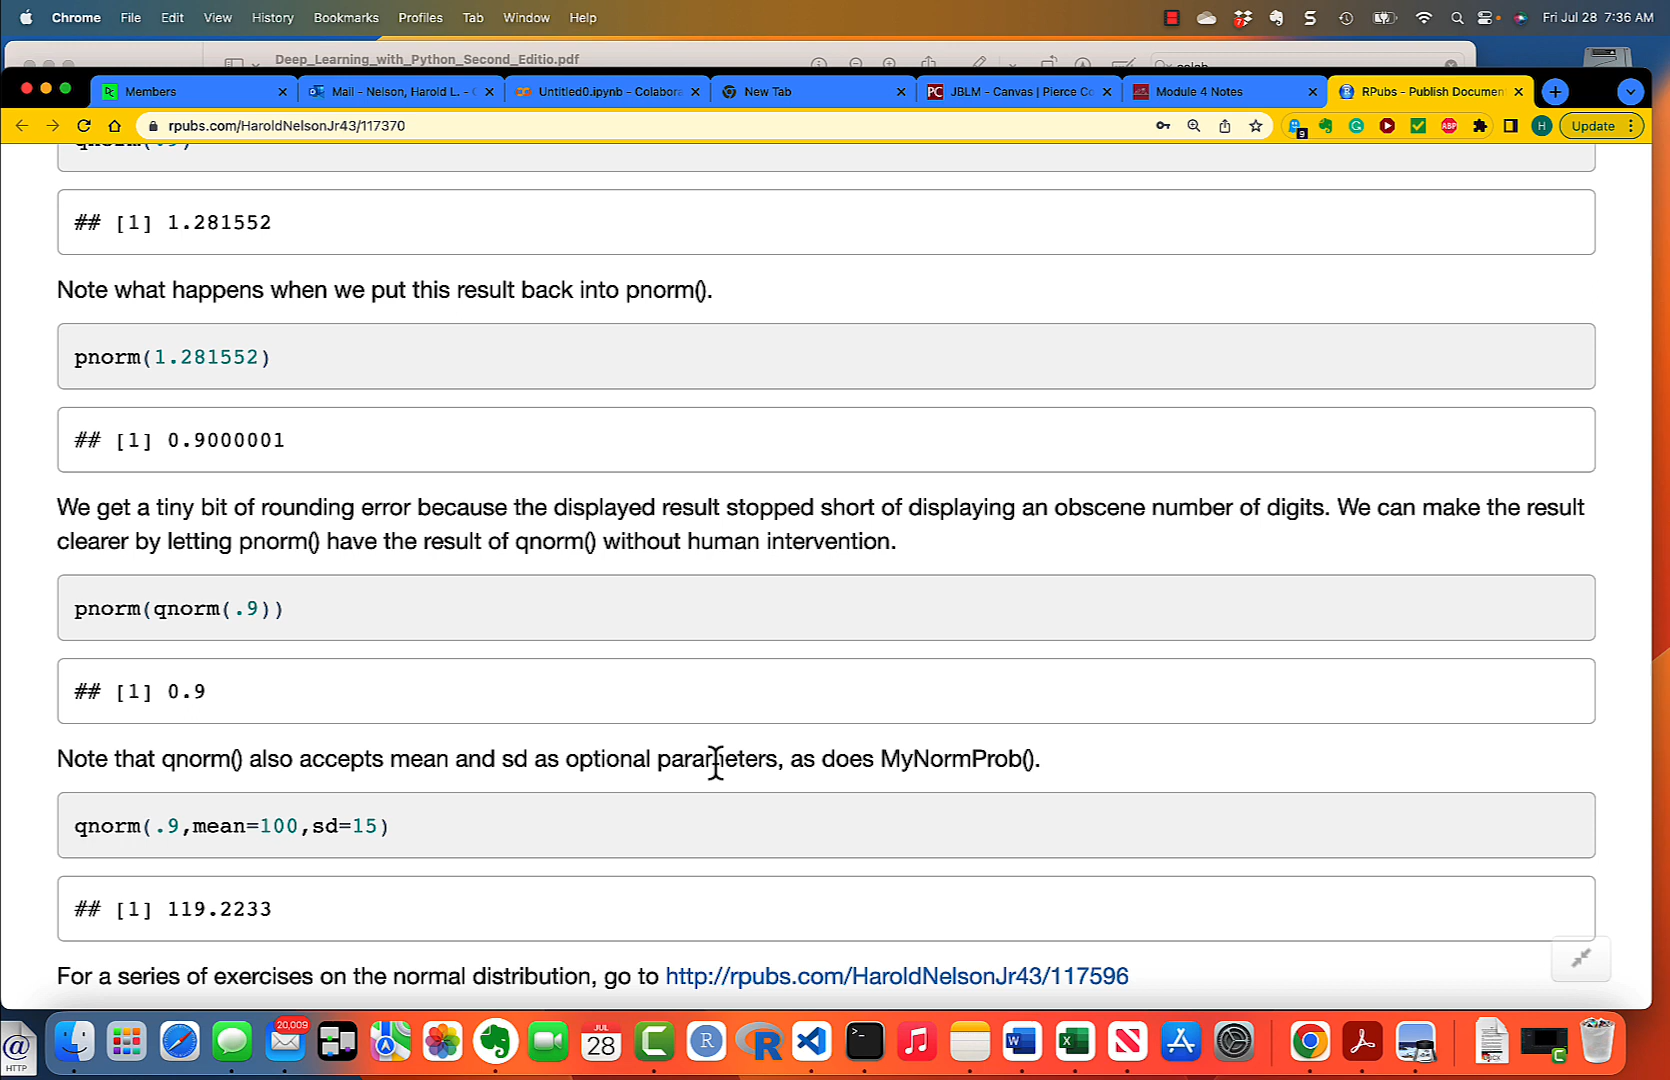 Chrome File Edit View History Bookmarks Profiles Tab Window Help Fri Jul 28 7:36 AM
Deep_Learning_with_Python_Second_Editio.pdf
Members Mail - Nelson, Harold L. - Untitled0.ipynb - Colabora New Tab JBLM - Canvas | Pierce Co Module 4 Notes RPubs - Publish Documen
rpubs.com/HaroldNelsonJr43/117370 Update
## [1] 1.281552
Note what happens when we put this result back into pnorm().
pnorm(1.281552)
## [1] 0.9000001
We get a tiny bit of rounding error because the displayed result stopped short of displaying an obscene number of digits. We can make the result
clearer by letting pnorm() have the result of qnorm() without human intervention.
pnorm(qnorm(.9))
## [1] 0.9
Note that qnorm() also accepts mean and sd as optional parameters, as does MyNormProb().
qnorm(.9,mean=100,sd=15)
## [1] 119.2233
For a series of exercises on the normal distribution, go to http://rpubs.com/HaroldNelsonJr43/117596
20,009
JUL
28
HTTP